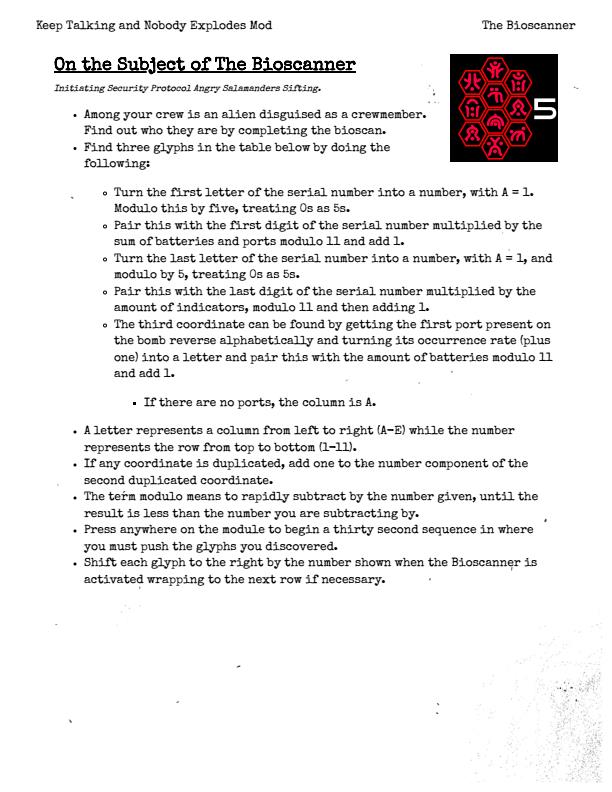 Keep Talking and Nobody Explodes Mod
The Bioscanner
On the Subject of The Bioscanner
Initiating Security Protocol Angry Salamanders Sifting.
5
• Among your crew is an alien disguised as a crewmember.
Find out who they are by completing the bioscan.
• Find three glyphs in the table below by doing the
following:
◦ Turn the first letter of the serial number into a number, with A = 1.
Modulo this by five, treating 0s as 5s.
◦ Pair this with the first digit of the serial number multiplied by the
sum of batteries and ports modulo 11 and add 1.
◦ Turn the last letter of the serial number into a number, with A = 1, and
modulo by 5, treating 0s as 5s.
◦ Pair this with the last digit of the serial number multiplied by the
amount of indicators, modulo 11 and then adding 1.
◦ The third coordinate can be found by getting the first port present on
the bomb reverse alphabetically and turning its occurrence rate (plus
one) into a letter and pair this with the amount of batteries modulo 11
and add 1.
▪ If there are no ports, the column is A.
• A letter represents a column from left to right (A-E) while the number
represents the row from top to bottom (1-11).
• If any coordinate is duplicated, add one to the number component of the
second duplicated coordinate.
• The term modulo means to rapidly subtract by the number given, until the
result is less than the number you are subtracting by.
• Press anywhere on the module to begin a thirty second sequence in where
you must push the glyphs you discovered.
• Shift each glyph to the right by the number shown when the Bioscanner is
activated wrapping to the next row if necessary.